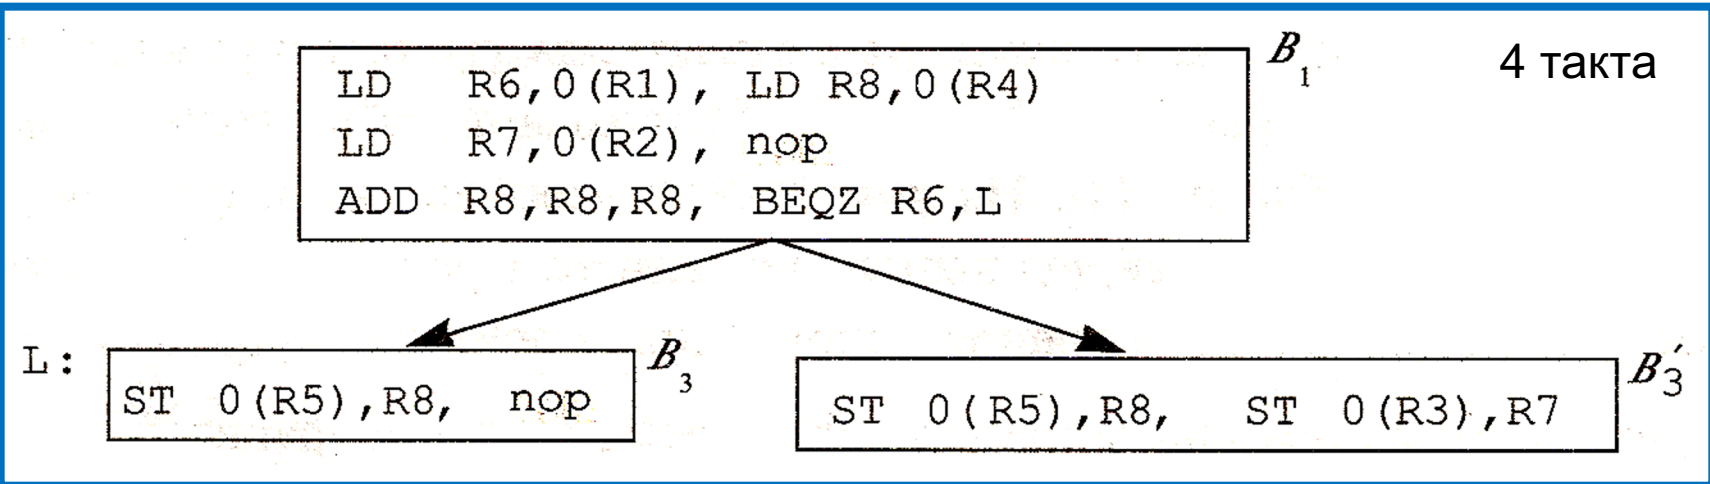 LD R6,0(R1), LD R8,0(R4)
LD R7,0(R2), nop
ADD R8,R8,R8, BEQZ R6,L
B1
4 такта
L:
ST 0(R5),R8, nop
B3
ST 0(R5),R8, ST 0(R3),R7
B′3